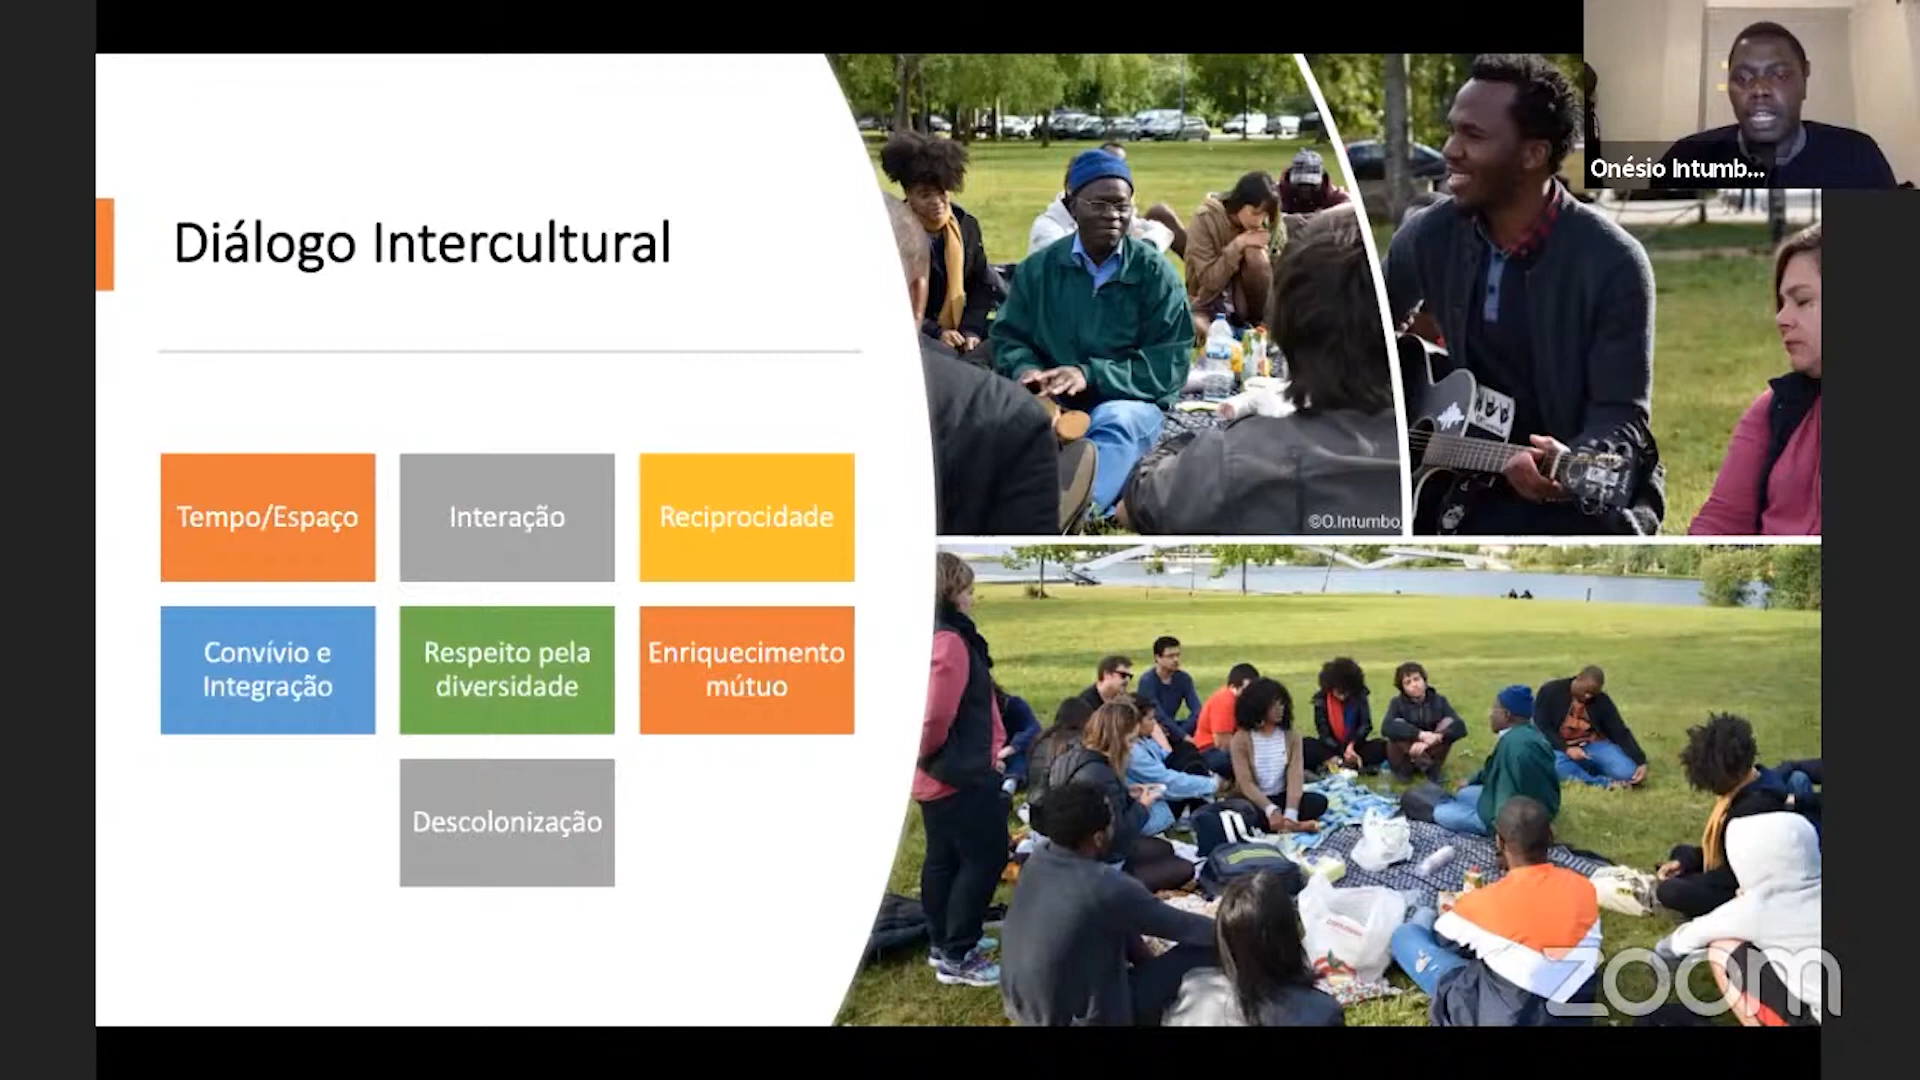 Onésio Intumb...
Diálogo Intercultural
Tempo/Espaço
Interação
Reciprocidade
Convívio e
Integração
Respeito pela
diversidade
Enriquecimento
mútuo
Descolonização
©O.Intumbo
zoom